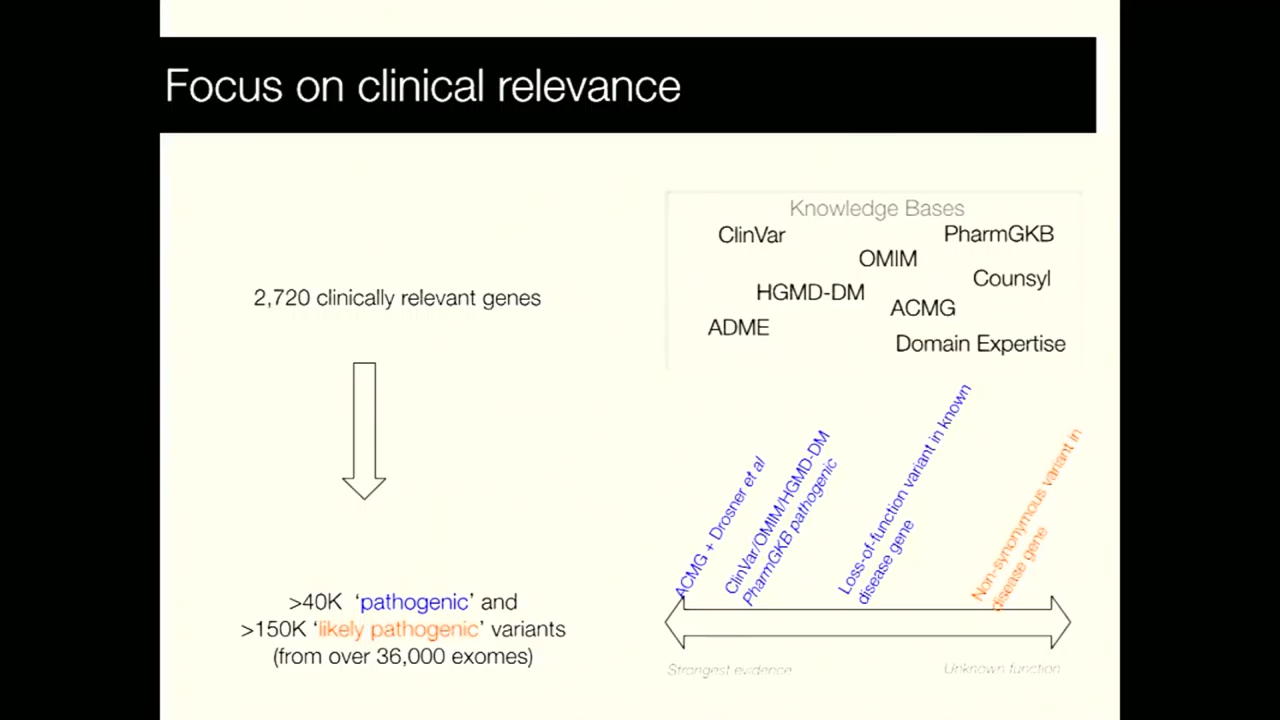 Focus on clinical relevance
2,720 clinically relevant genes
>40K 'pathogenic' and
>150K 'likely pathogenic' variants
(from over 36,000 exomes)
Knowledge Bases
ClinVar
PharmGKB
OMIM
Counsyl
HGMD-DM
ACMG
ADME
Domain Expertise
ACMG + Drosner et al
ClinVar/OMIM/HGMD-DM
PharmGKB pathogenic
Loss-of-function variant in known
disease gene
Non-synonymous variant in
disease gene
Strongest evidence
Unknown function